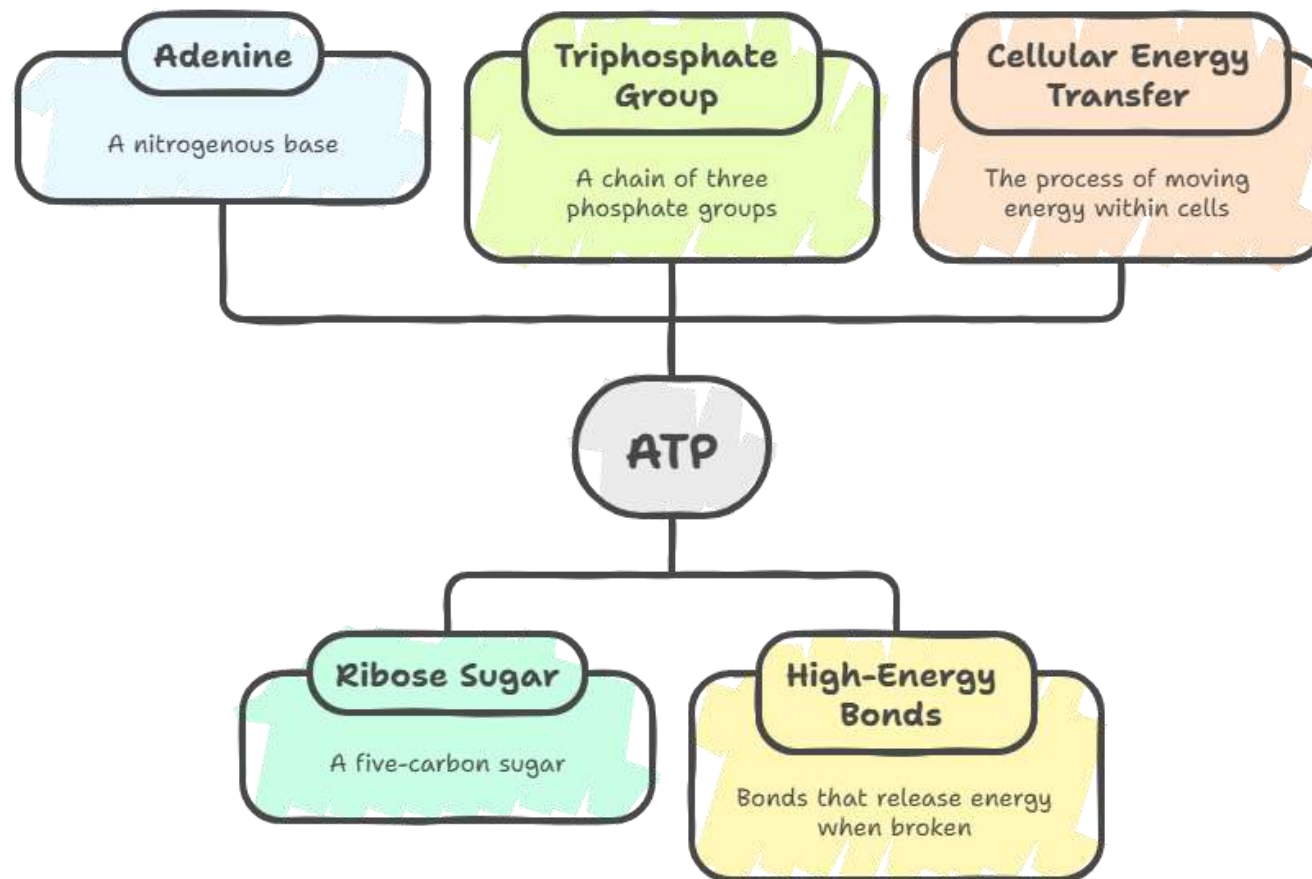 Adenine
A nitrogenous base
Triphosphate
Group
A chain of three
phosphate groups
Cellular Energy
Transfer
The process of moving
energy within cells
ATP
Ribose Sugar
A five-carbon sugar
High-Energy
Bonds
Bonds that release energy
when broken